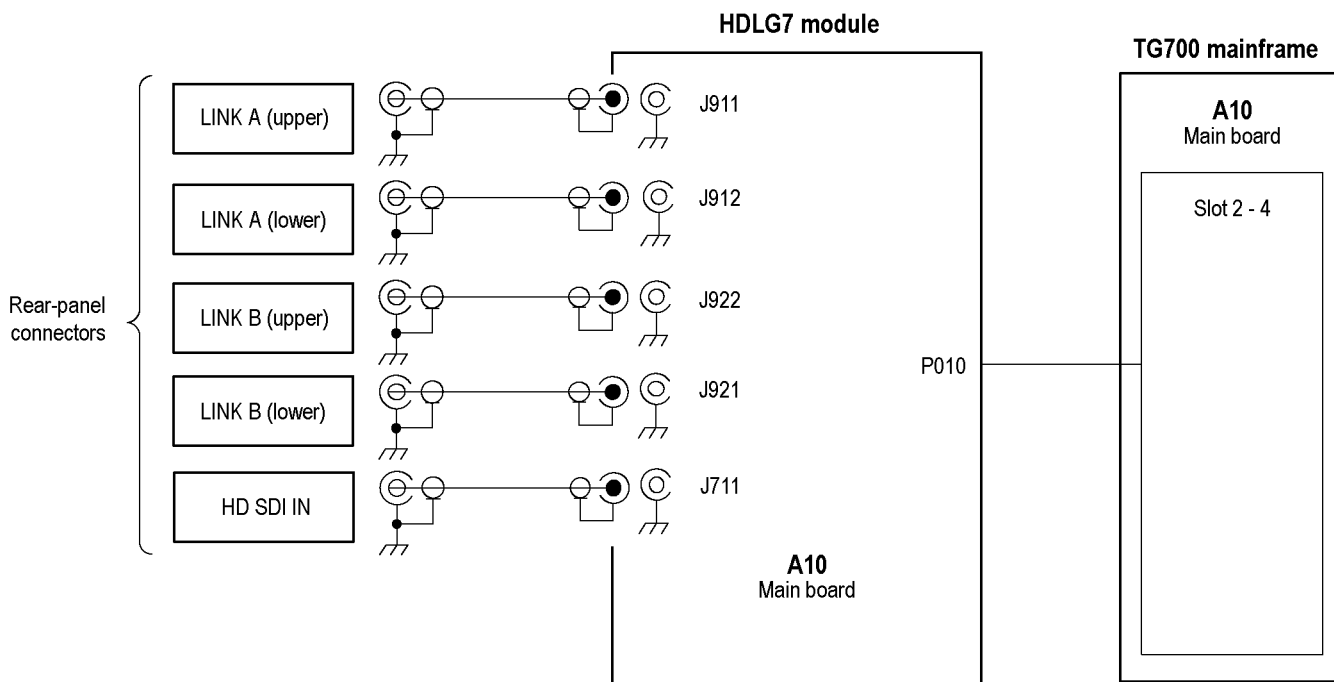 HDLG7 module
TG700 mainframe
Rear-panel
connectors
LINK A (upper)
J911
LINK A (lower)
J912
LINK B (upper)
J922
LINK B (lower)
J921
HD SDI IN
J711
P010
A10
Main board
A10
Main board
Slot 2 - 4